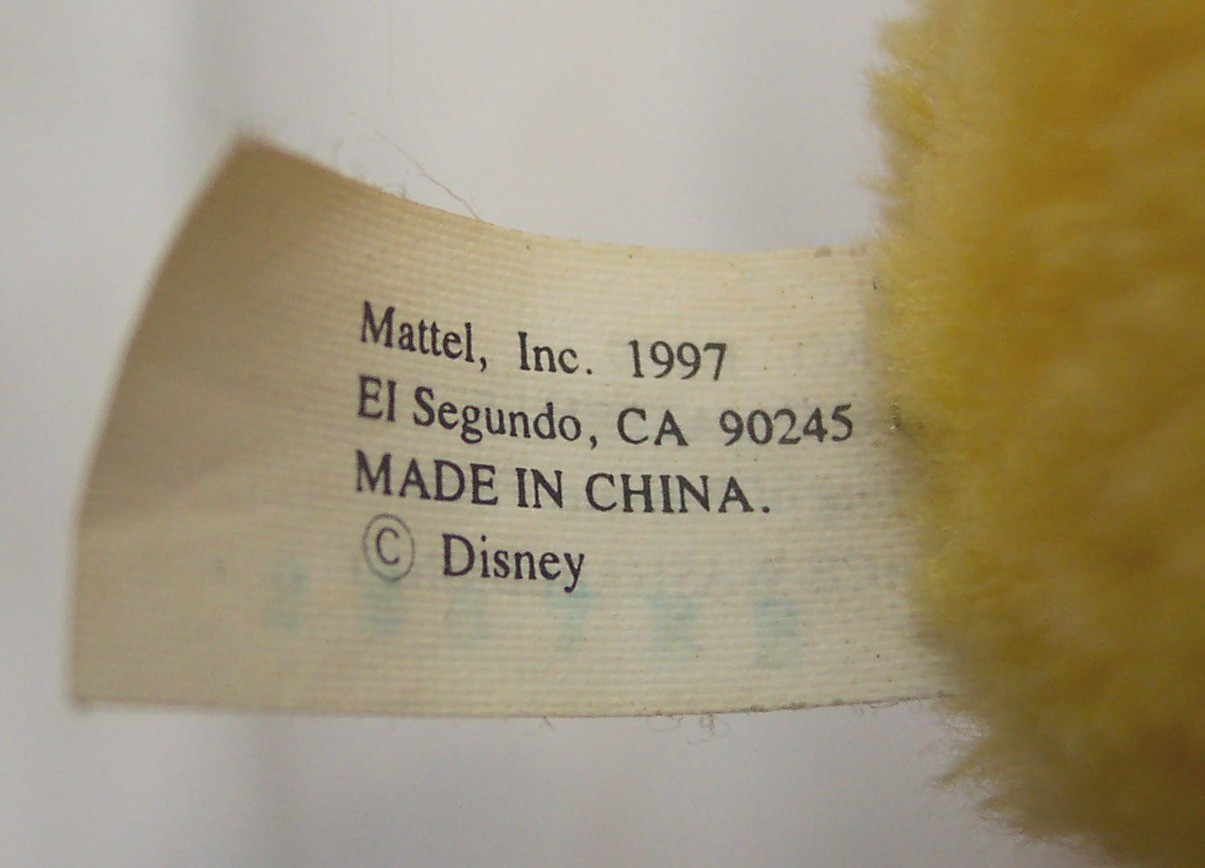 Mattel, Inc. 1997
El Segundo, CA 90245
MADE IN CHINA.
© Disney